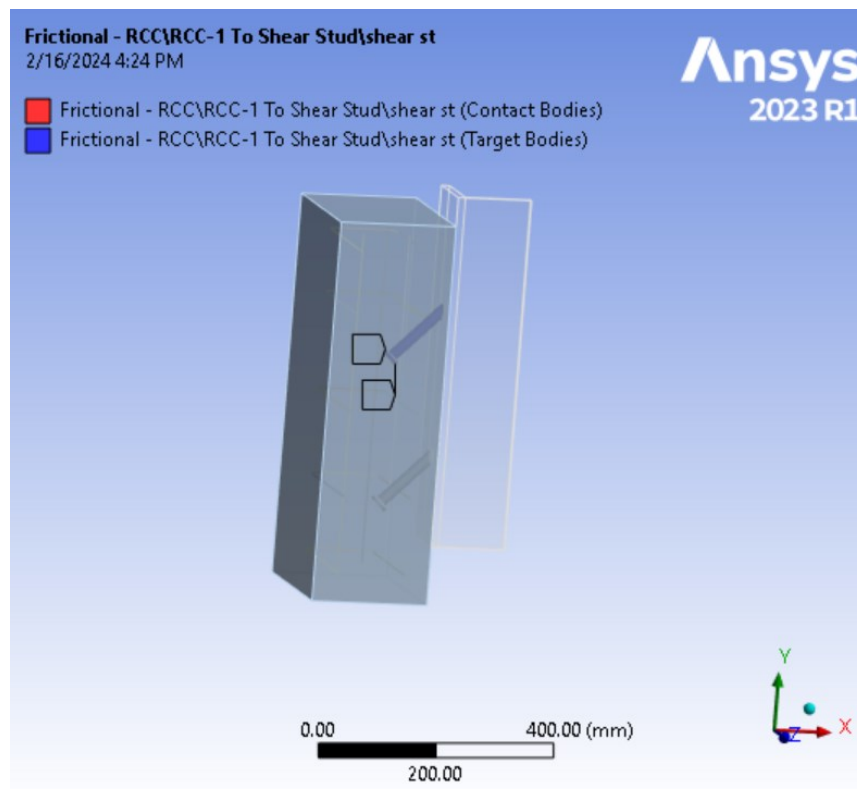 Frictional - RCC\RCC-1 To Shear Stud\shear st
2/16/2024 4:24 PM
Frictional - RCC\RCC-1 To Shear Stud\shear st (Contact Bodies)
Frictional - RCC\RCC-1 To Shear Stud\shear st (Target Bodies)
Ansys
2023 R1
Y
X
Z
0.00 400.00 (mm)
200.00